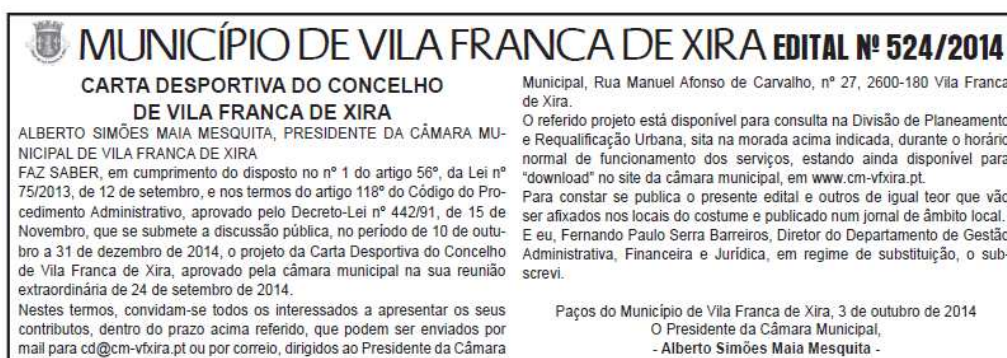 MUNICÍPIO DE VILA FRANCA DE XIRA EDITAL Nº 524/2014
CARTA DESPORTIVA DO CONCELHO
DE VILA FRANCA DE XIRA
ALBERTO SIMÕES MAIA MESQUITA, PRESIDENTE DA CÂMARA MU-
NICIPAL DE VILA FRANCA DE XIRA
FAZ SABER, em cumprimento do disposto no nº 1 do artigo 56º, da Lei nº
75/2013, de 12 de setembro, e nos termos do artigo 118º do Código do Pro-
cedimento Administrativo, aprovado pelo Decreto-Lei nº 442/91, de 15 de
Novembro, que se submete a discussão pública, no período de 10 de outu-
bro a 31 de dezembro de 2014, o projeto da Carta Desportiva do Concelho
de Vila Franca de Xira, aprovado pela câmara municipal na sua reunião
extraordinária de 24 de setembro de 2014.
Nestes termos, convidam-se todos os interessados a apresentar os seus
contributos, dentro do prazo acima referido, que podem ser enviados por
mail para cd@cm-vfxira.pt ou por correio, dirigidos ao Presidente da Câmara
Municipal, Rua Manuel Afonso de Carvalho, nº 27, 2600-180 Vila Franca
de Xira.
O referido projeto está disponível para consulta na Divisão de Planeamento
e Requalificação Urbana, sita na morada acima indicada, durante o horário
normal de funcionamento dos serviços, estando ainda disponível para
"download" no site da câmara municipal, em www.cm-vfxira.pt.
Para constar se publica o presente edital e outros de igual teor que vão
ser afixados nos locais do costume e publicado num jornal de âmbito local.
E eu, Fernando Paulo Serra Barreiros, Diretor do Departamento de Gestão
Administrativa, Financeira e Jurídica, em regime de substituição, o sub-
screvi.
Paços do Município de Vila Franca de Xira, 3 de outubro de 2014
O Presidente da Câmara Municipal,
- Alberto Simões Maia Mesquita -